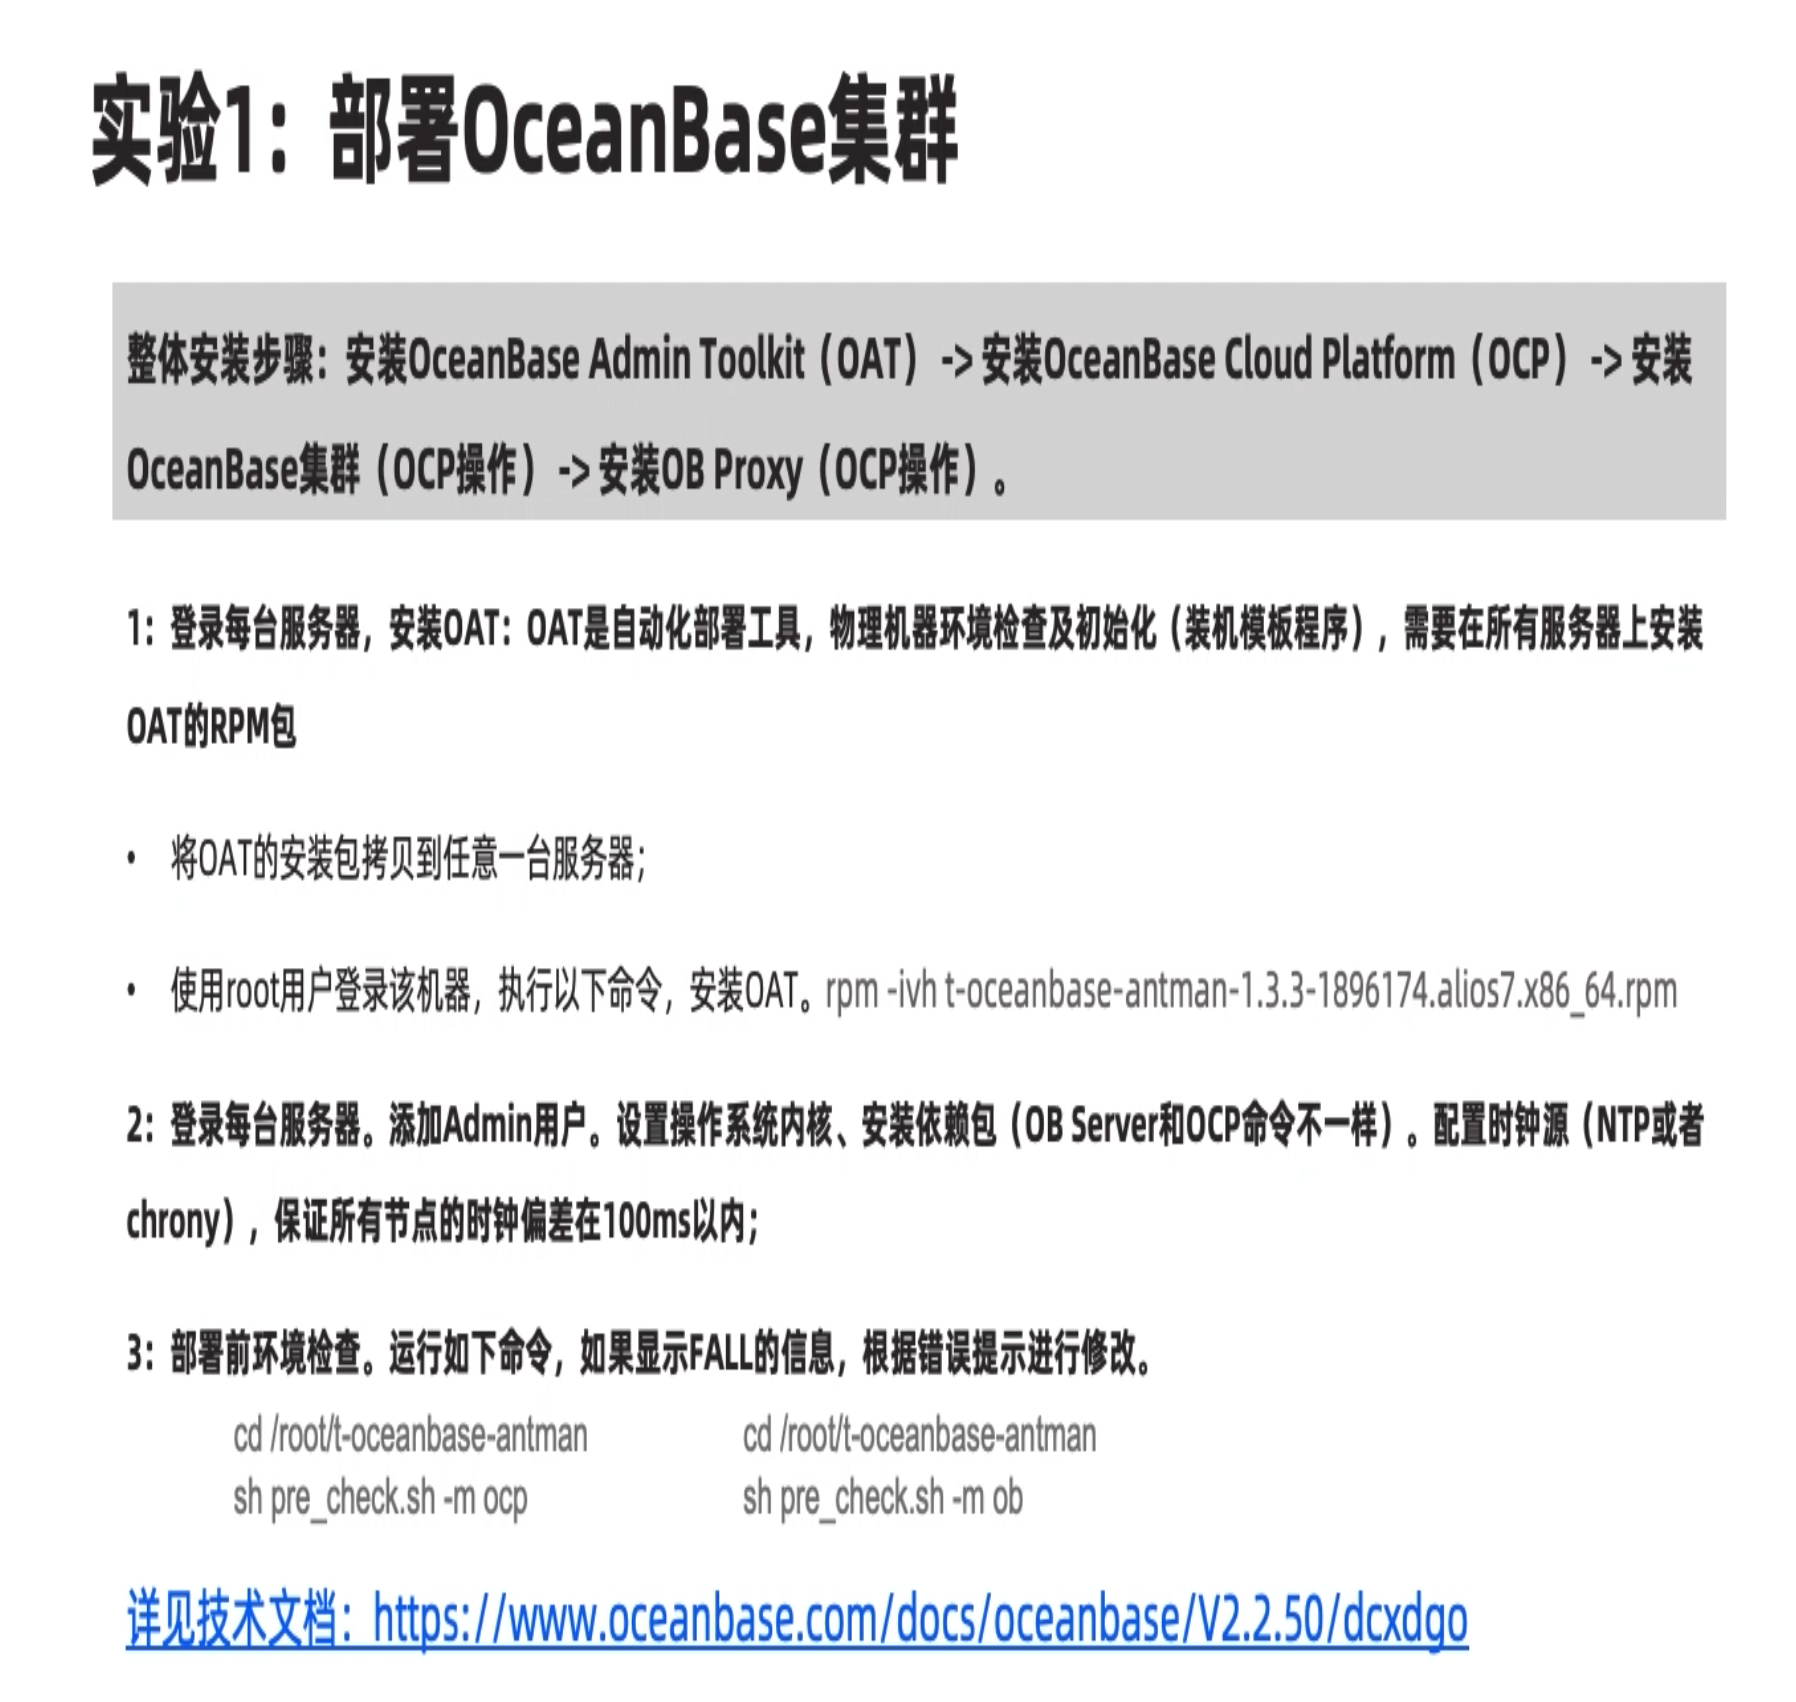 实验1：部署OceanBase集群
整体安装步骤：安装OceanBase Admin Toolkit（OAT） -> 安装OceanBase Cloud Platform（OCP） -> 安装
OceanBase集群（OCP操作） -> 安装OB Proxy（OCP操作）。
1：登录每台服务器，安装OAT：OAT是自动化部署工具，物理机器环境检查及初始化（装机模板程序），需要在所有服务器上安装
OAT的RPM包
• 将OAT的安装包拷贝到任意一台服务器；
• 使用root用户登录该机器，执行以下命令，安装OAT。rpm -ivh t-oceanbase-antman-1.3.3-1896174.alios7.x86_64.rpm
2：登录每台服务器。添加Admin用户。设置操作系统内核、安装依赖包（OB Server和OCP命令不一样）。配置时钟源（NTP或者
chrony），保证所有节点的时钟偏差在100ms以内；
3：部署前环境检查。运行如下命令，如果显示FALL的信息，根据错误提示进行修改。
cd /root/t-oceanbase-antman cd /root/t-oceanbase-antman
sh pre_check.sh -m ocp sh pre_check.sh -m ob
详见技术文档：https://www.oceanbase.com/docs/oceanbase/V2.2.50/dcxdgo